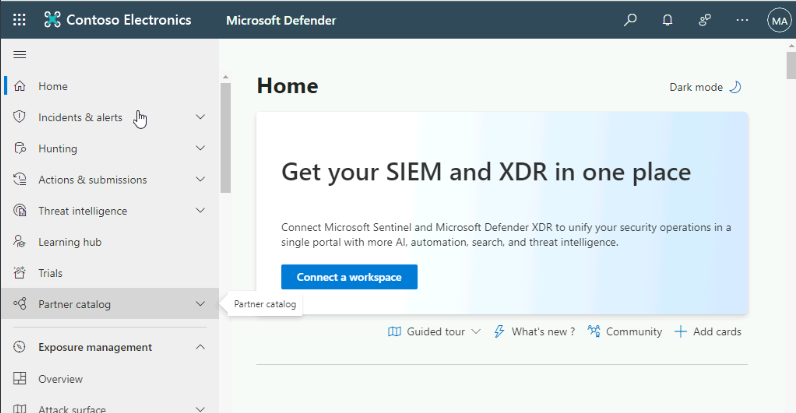 Contoso Electronics
Microsoft Defender
MA
Home
Incidents & alerts
Hunting
Actions & submissions
Threat intelligence
Learning hub
Trials
Partner catalog
Exposure management
Overview
Attack surface
Home
Dark mode
Get your SIEM and XDR in one place
Connect Microsoft Sentinel and Microsoft Defender XDR to unify your security operations in a
single portal with more AI, automation, search, and threat intelligence.
Connect a workspace
Partner catalog
Guided tour
What's new ?
Community
Add cards